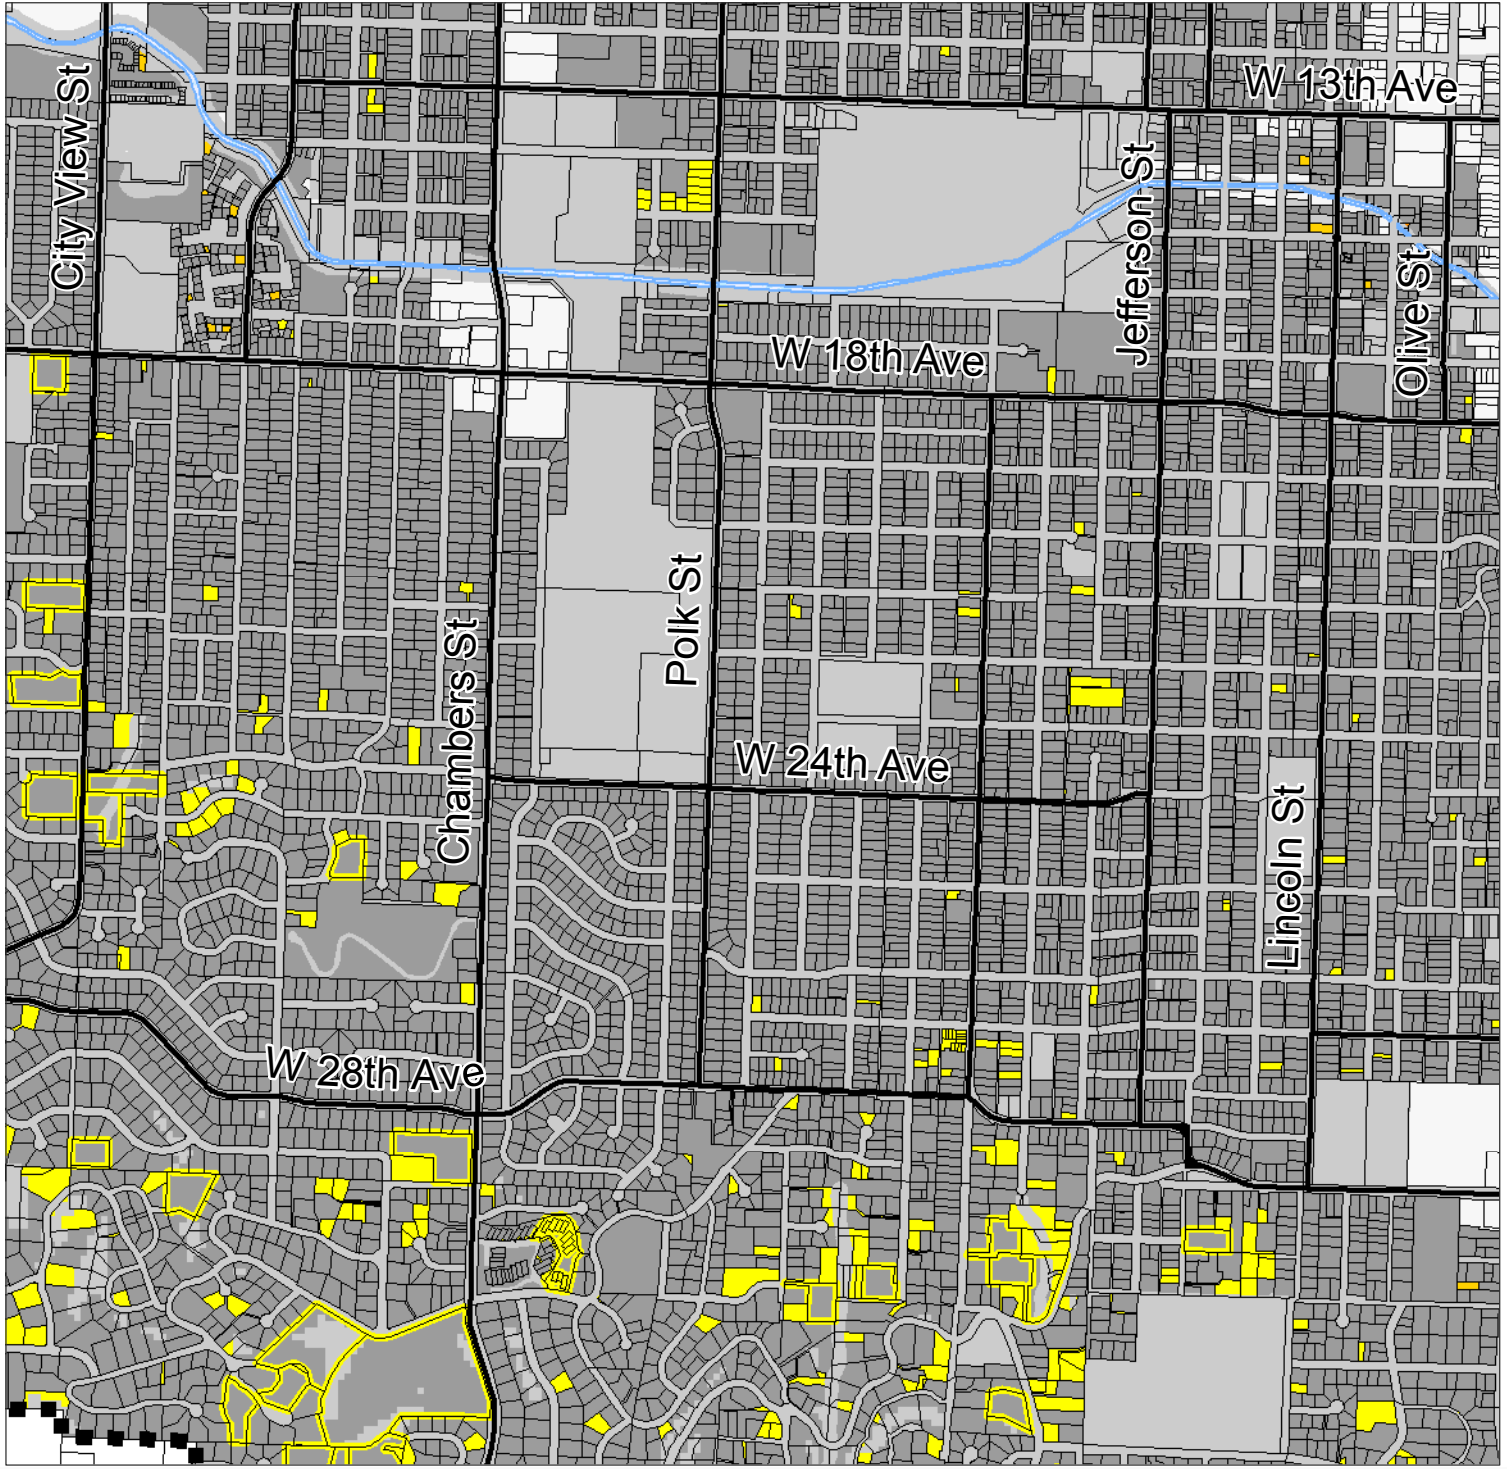 W 13th Ave
City View St
Jefferson St
Olive St
W 18th Ave
Polk St
Chambers St
W 24th Ave
Lincoln St
W 28th Ave